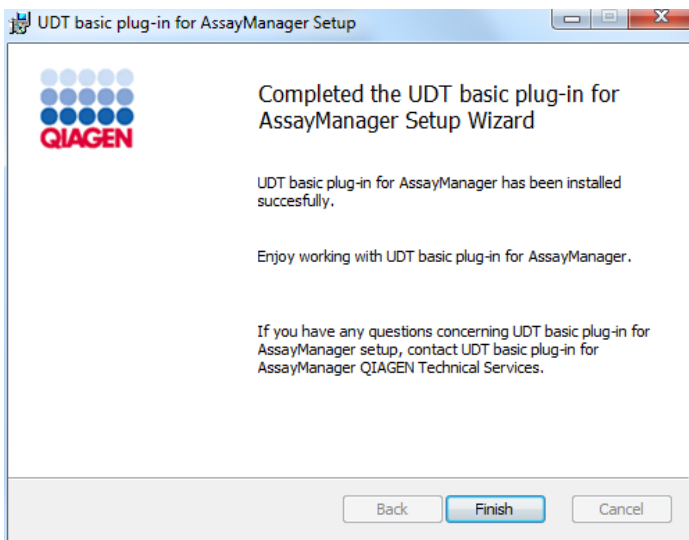 UDT basic plug-in for AssayManager Setup
QIAGEN
Completed the UDT basic plug-in for
AssayManager Setup Wizard
UDT basic plug-in for AssayManager has been installed
succesfully.
Enjoy working with UDT basic plug-in for AssayManager.
If you have any questions concerning UDT basic plug-in for
AssayManager setup, contact UDT basic plug-in for
AssayManager QIAGEN Technical Services.
Back Finish Cancel